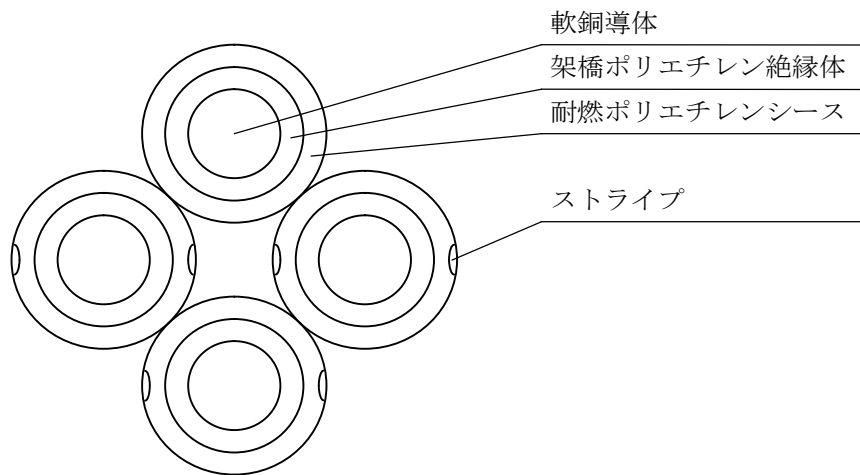 軟銅導体
架橋ポリエチレン絶縁体
耐燃ポリエチレンシース
ストライプ